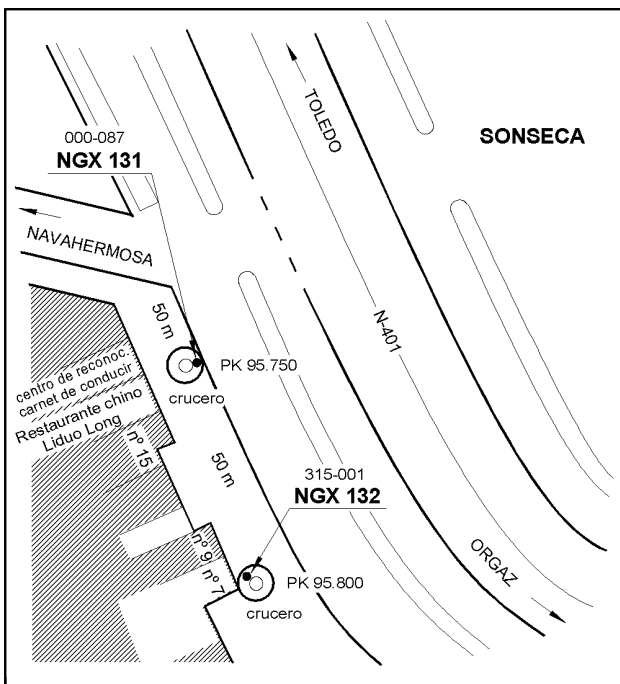 TOLEDO
SONSECA
000-087
NGX 131
NAVAHERMOSA
N-401
50 m
PK 95.750
crucero
centro de reconoc.
carnet de conducir
Restaurante chino
Liduo Long
nº 15
50 m
315-001
NGX 132
nº 9
nº 7
PK 95.800
crucero
ORGAZ